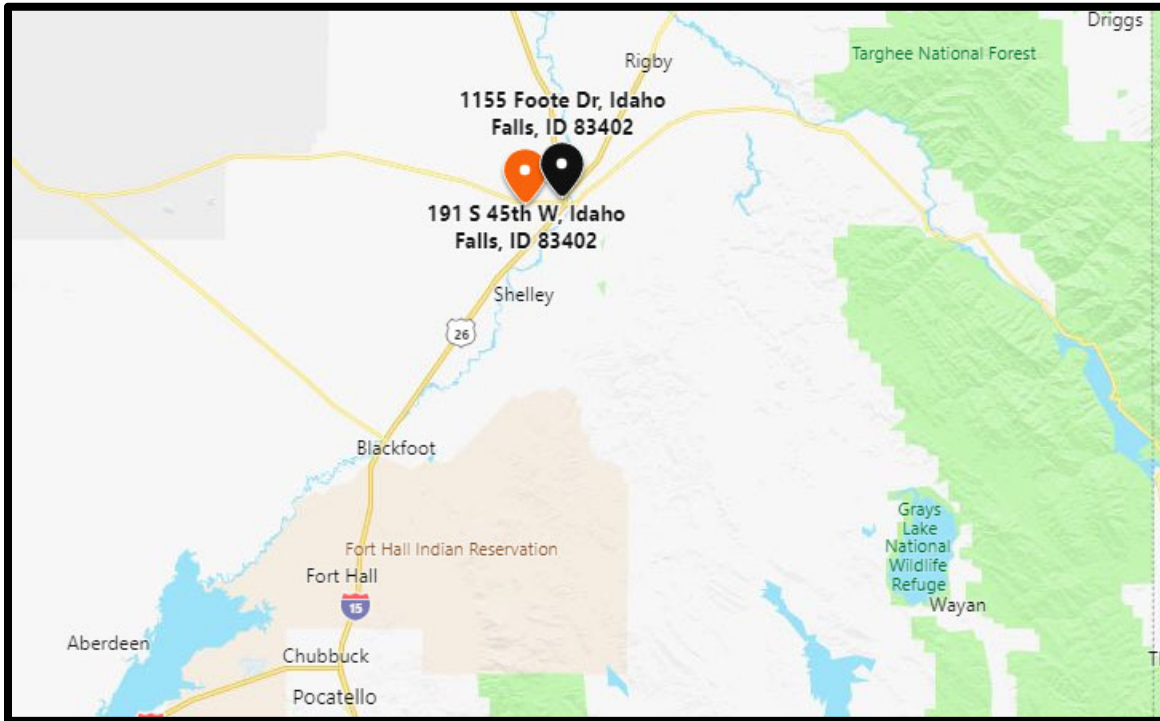 Driggs
Targhee National Forest
Rigby
1155 Foote Dr, Idaho
Falls, ID 83402
191 S 45th W, Idaho
Falls, ID 83402
Shelley
26
Blackfoot
Grays
Lake
National
Wildlife
Refuge
Fort Hall Indian Reservation
Fort Hall
15
Wayan
Aberdeen
Chubbuck
Pocatello